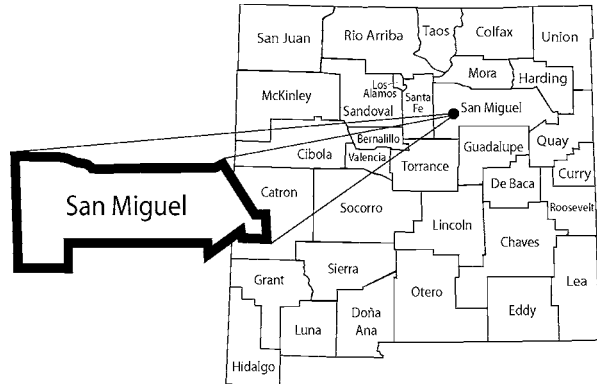 San Juan
Rio Arriba
Taos
Colfax
Union
Mora
Harding
McKinley
Los
Alamos
Sandoval
Santa
Fe
San Miguel
Bernalillo
Guadalupe
Quay
Cibola
Valencia
Torrance
Curry
De Baca
San Miguel
Catron
Socorro
Roosevelt
Lincoln
Chaves
Grant
Sierra
Otero
Lea
Luna
Doña
Ana
Eddy
Hidalgo